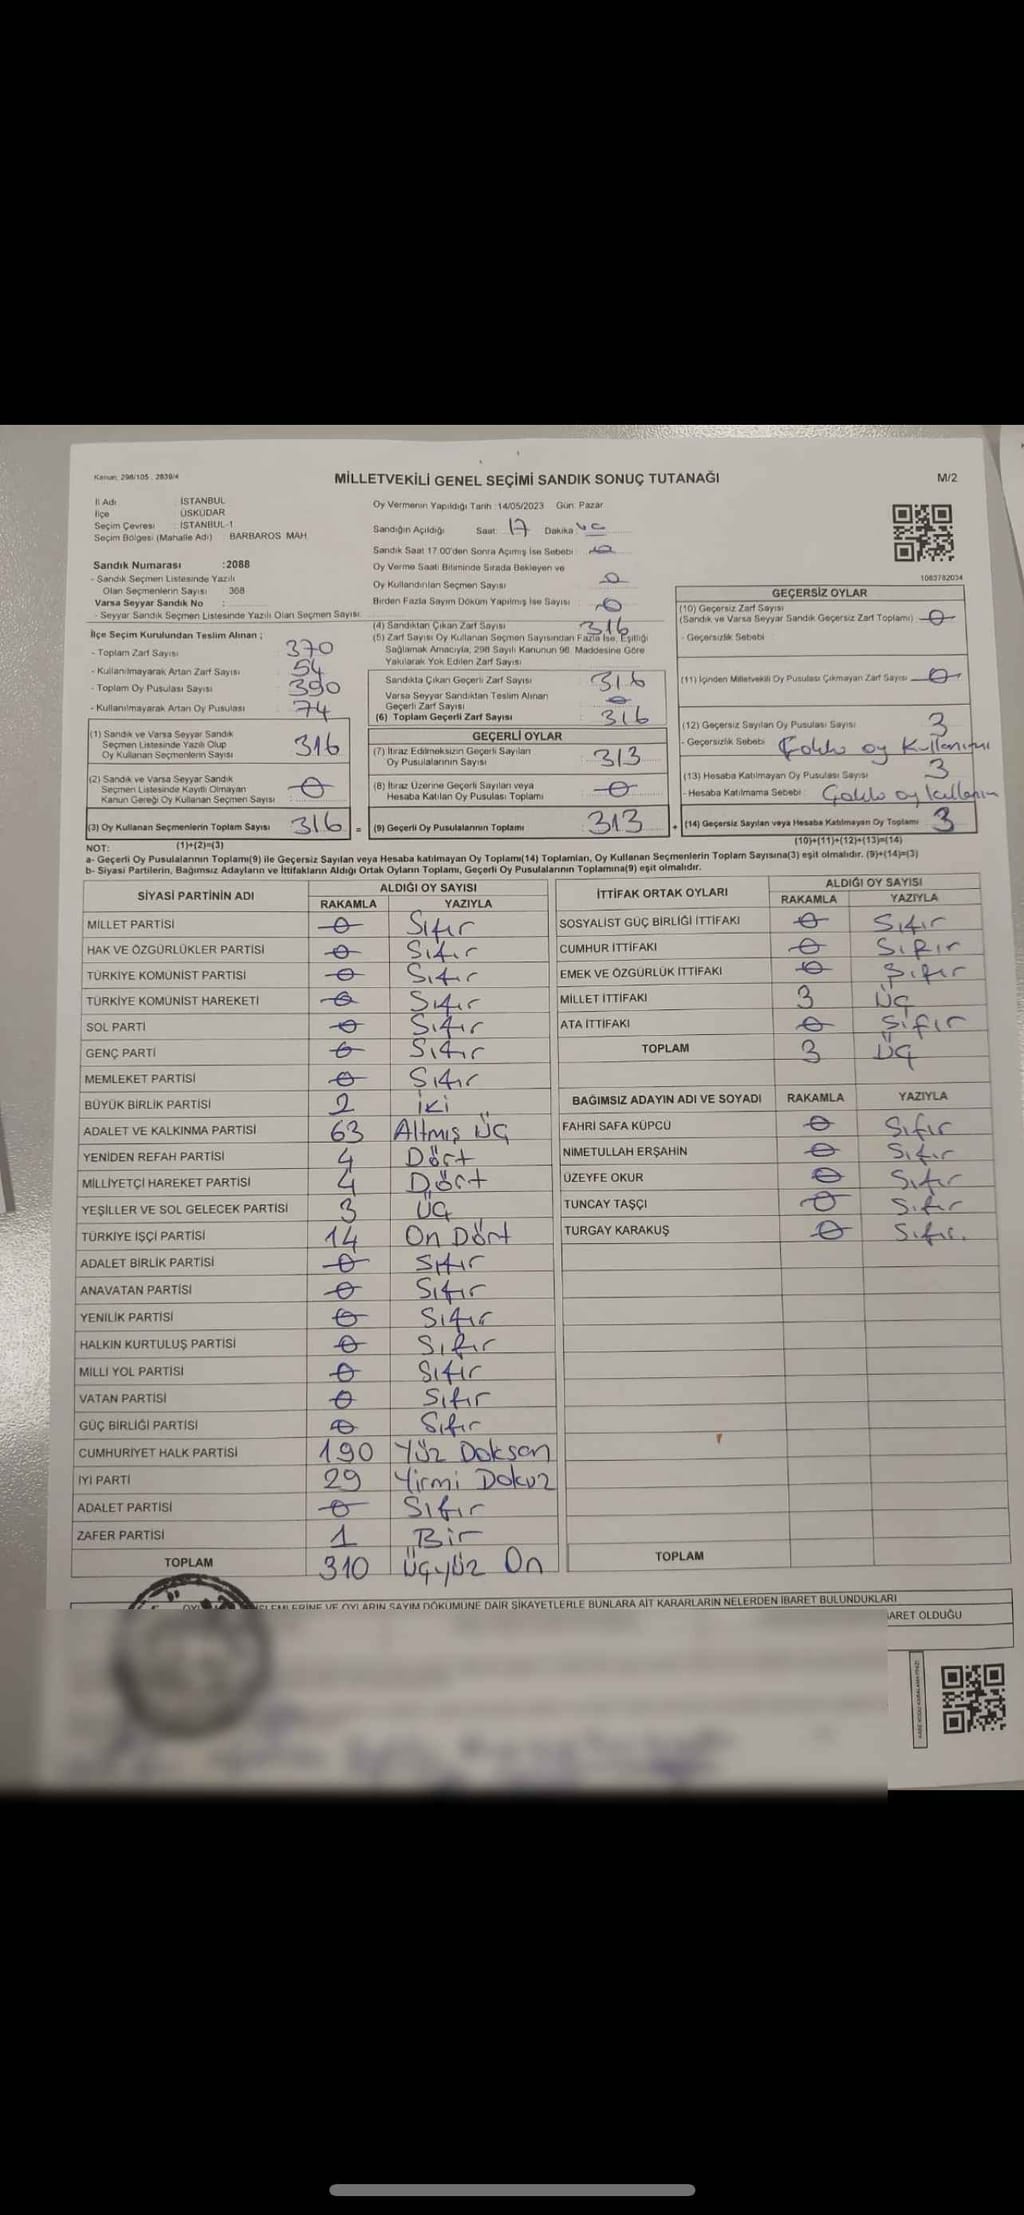 Kanun: 298/105 , 2839/4
MİLLETVEKİLİ GENEL SEÇİMİ SANDIK SONUÇ TUTANAĞI
M/2
İl Adı : İSTANBUL
İlçe : ÜSKÜDAR
Seçim Çevresi : İSTANBUL-1
Seçim Bölgesi (Mahalle Adı) BARBAROS MAH.
Sandık Numarası :2088
- Sandık Seçmen Listesinde Yazılı
Olan Seçmenlerin Sayısı 368
Varsa Seyyar Sandık No :
- Seyyar Sandık Seçmen Listesinde Yazılı Olan Seçmen Sayısı:
Oy Vermenin Yapıldığı Tarih :14/05/2023 Gün: Pazar
Sandığın Açıldığı Saat: 17 Dakika
Sandık Saat 17.00'den Sonra Açımış İse Sebebi :
Oy Verme Saati Bitiminde Sırada Bekleyen ve
Oy Kullandırılan Seçmen Sayısı 0
Birden Fazla Sayım Döküm Yapılmış İse Sayısı : 0
1083782034
İlçe Seçim Kurulundan Teslim Alınan ;
- Toplam Zarf Sayısı 370
- Kullanılmayarak Artan Zarf Sayısı 54
- Toplam Oy Pusulası Sayısı 390
- Kullanılmayarak Artan Oy Pusulası 74
(1) Sandık ve Varsa Seyyar Sandık
Seçmen Listesinde Yazılı Olup
Oy Kullanan Seçmenlerin Sayısı 316
(2) Sandık ve Varsa Seyyar Sandık
Seçmen Listesinde Kayıtlı Olmayan
Kanun Gereği Oy Kullanan Seçmen Sayısı 0
(3) Oy Kullanan Seçmenlerin Toplam Sayısı 316 =
(1)+(2)=(3)
(4) Sandıktan Çıkan Zarf Sayısı 316
(5) Zarf Sayısı Oy Kullanan Seçmen Sayısından Fazla İse, Eşitliği
Sağlamak Amacıyla, 298 Sayılı Kanunun 98. Maddesine Göre
Yakılarak Yok Edilen Zarf Sayısı
Sandıkta Çıkan Geçerli Zarf Sayısı 316
Varsa Seyyar Sandıktan Teslim Alınan
Geçerli Zarf Sayısı 0
(6) Toplam Geçerli Zarf Sayısı : 316
GEÇERLİ OYLAR
(7) İtiraz Edilmeksizin Geçerli Sayılan
Oy Pusulalarının Sayısı : 313
(8) İtiraz Üzerine Geçerli Sayılan veya
Hesaba Katılan Oy Pusulası Toplamı 0
(9) Geçerli Oy Pusulalarının Toplamı : 313 +
GEÇERSİZ OYLAR
(10) Geçersiz Zarf Sayısı
(Sandık ve Varsa Seyyar Sandık Geçersiz Zarf Toplamı) 0
- Geçersizlik Sebebi
(11) İçinden Milletvekili Oy Pusulası Çıkmayan Zarf Sayısı 0
(12) Geçersiz Sayılan Oy Pusulası Sayısı 3
- Geçersizlik Sebebi Çoklu oy Kullanımı
(13) Hesaba Katılmayan Oy Pusulası Sayısı 3
- Hesaba Katılmama Sebebi : Çoklu oy kullanım
(14) Geçersiz Sayılan veya Hesaba Katılmayan Oy Toplamı 3
(10)+(11)+(12)+(13)=(14)
NOT:
a- Geçerli Oy Pusulalarının Toplamı(9) ile Geçersiz Sayılan veya Hesaba katılmayan Oy Toplamı(14) Toplamları, Oy Kullanan Seçmenlerin Toplam Sayısına(3) eşit olmalıdır. (9)+(14)=(3)
b- Siyasi Partilerin, Bağımsız Adayların ve İttifakların Aldığı Ortak Oyların Toplamı, Geçerli Oy Pusulalarının Toplamına(9) eşit olmalıdır.
SİYASİ PARTİNİN ADI ALDIĞI OY SAYISI
RAKAMLA YAZIYLA
MİLLET PARTİSİ 0 Sıfır
HAK VE ÖZGÜRLÜKLER PARTİSİ 0 Sıfır
TÜRKİYE KOMÜNİST PARTİSİ 0 Sıfır
TÜRKİYE KOMÜNİST HAREKETİ 0 Sıfır
SOL PARTİ 0 Sıfır
GENÇ PARTİ 0 Sıfır
MEMLEKET PARTİSİ 0 Sıfır
BÜYÜK BİRLİK PARTİSİ 2 İki
ADALET VE KALKINMA PARTİSİ 63 Altmış Üç
YENİDEN REFAH PARTİSİ 4 Dört
MİLLİYETÇİ HAREKET PARTİSİ 4 Dört
YEŞİLLER VE SOL GELECEK PARTİSİ 3 Üç
TÜRKİYE İŞÇİ PARTİSİ 14 On Dört
ADALET BİRLİK PARTİSİ 0 Sıfır
ANAVATAN PARTİSİ 0 Sıfır
YENİLİK PARTİSİ 0 Sıfır
HALKIN KURTULUŞ PARTİSİ 0 Sıfır
MİLLİ YOL PARTİSİ 0 Sıfır
VATAN PARTİSİ 0 Sıfır
GÜÇ BİRLİĞİ PARTİSİ 0 Sıfır
CUMHURİYET HALK PARTİSİ 190 Yüz Doksan
İYİ PARTİ 29 Yirmi Dokuz
ADALET PARTİSİ 0 Sıfır
ZAFER PARTİSİ 1 Bir
TOPLAM 310 Üçyüz On
İTTİFAK ORTAK OYLARI ALDIĞI OY SAYISI
RAKAMLA YAZIYLA
SOSYALİST GÜÇ BİRLİĞİ İTTİFAKI 0 Sıfır
CUMHUR İTTİFAKI 0 Sıfır
EMEK VE ÖZGÜRLÜK İTTİFAKI 0 Sıfır
MİLLET İTTİFAKI 3 Üç
ATA İTTİFAKI 0 Sıfır
TOPLAM 3 Üç
BAĞIMSIZ ADAYIN ADI VE SOYADI RAKAMLA YAZIYLA
FAHRİ SAFA KÜPCÜ 0 Sıfır
NİMETULLAH ERŞAHİN 0 Sıfır
ÜZEYFE OKUR 0 Sıfır
TUNCAY TAŞÇI 0 Sıfır
TURGAY KARAKUŞ 0 Sıfır.
TOPLAM
İŞLEMLERİNE VE OYLARIN SAYIM DÖKÜMÜNE DAİR ŞİKAYETLERLE BUNLARA AİT KARARLARIN NELERDEN İBARET BULUNDUKLARI
İBARET OLDUĞU